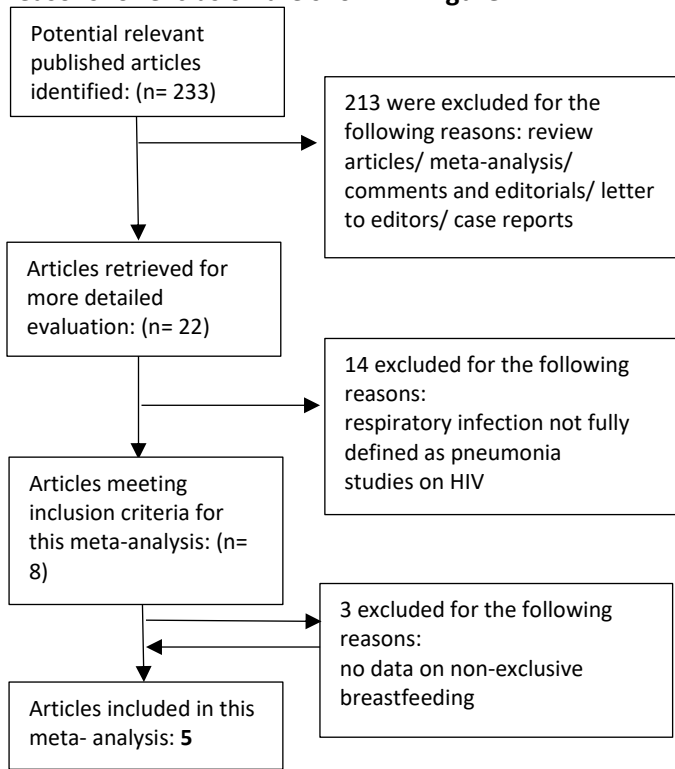 Potential relevant
published articles
identified: (n= 233)
213 were excluded for the
following reasons: review
articles/ meta-analysis/
comments and editorials/ letter
to editors/ case reports
Articles retrieved for
more detailed
evaluation: (n= 22)
14 excluded for the following
reasons:
respiratory infection not fully
defined as pneumonia
studies on HIV
Articles meeting
inclusion criteria for
this meta-analysis: (n=
8)
3 excluded for the following
reasons:
no data on non-exclusive
breastfeeding
Articles included in this
meta- analysis: 5